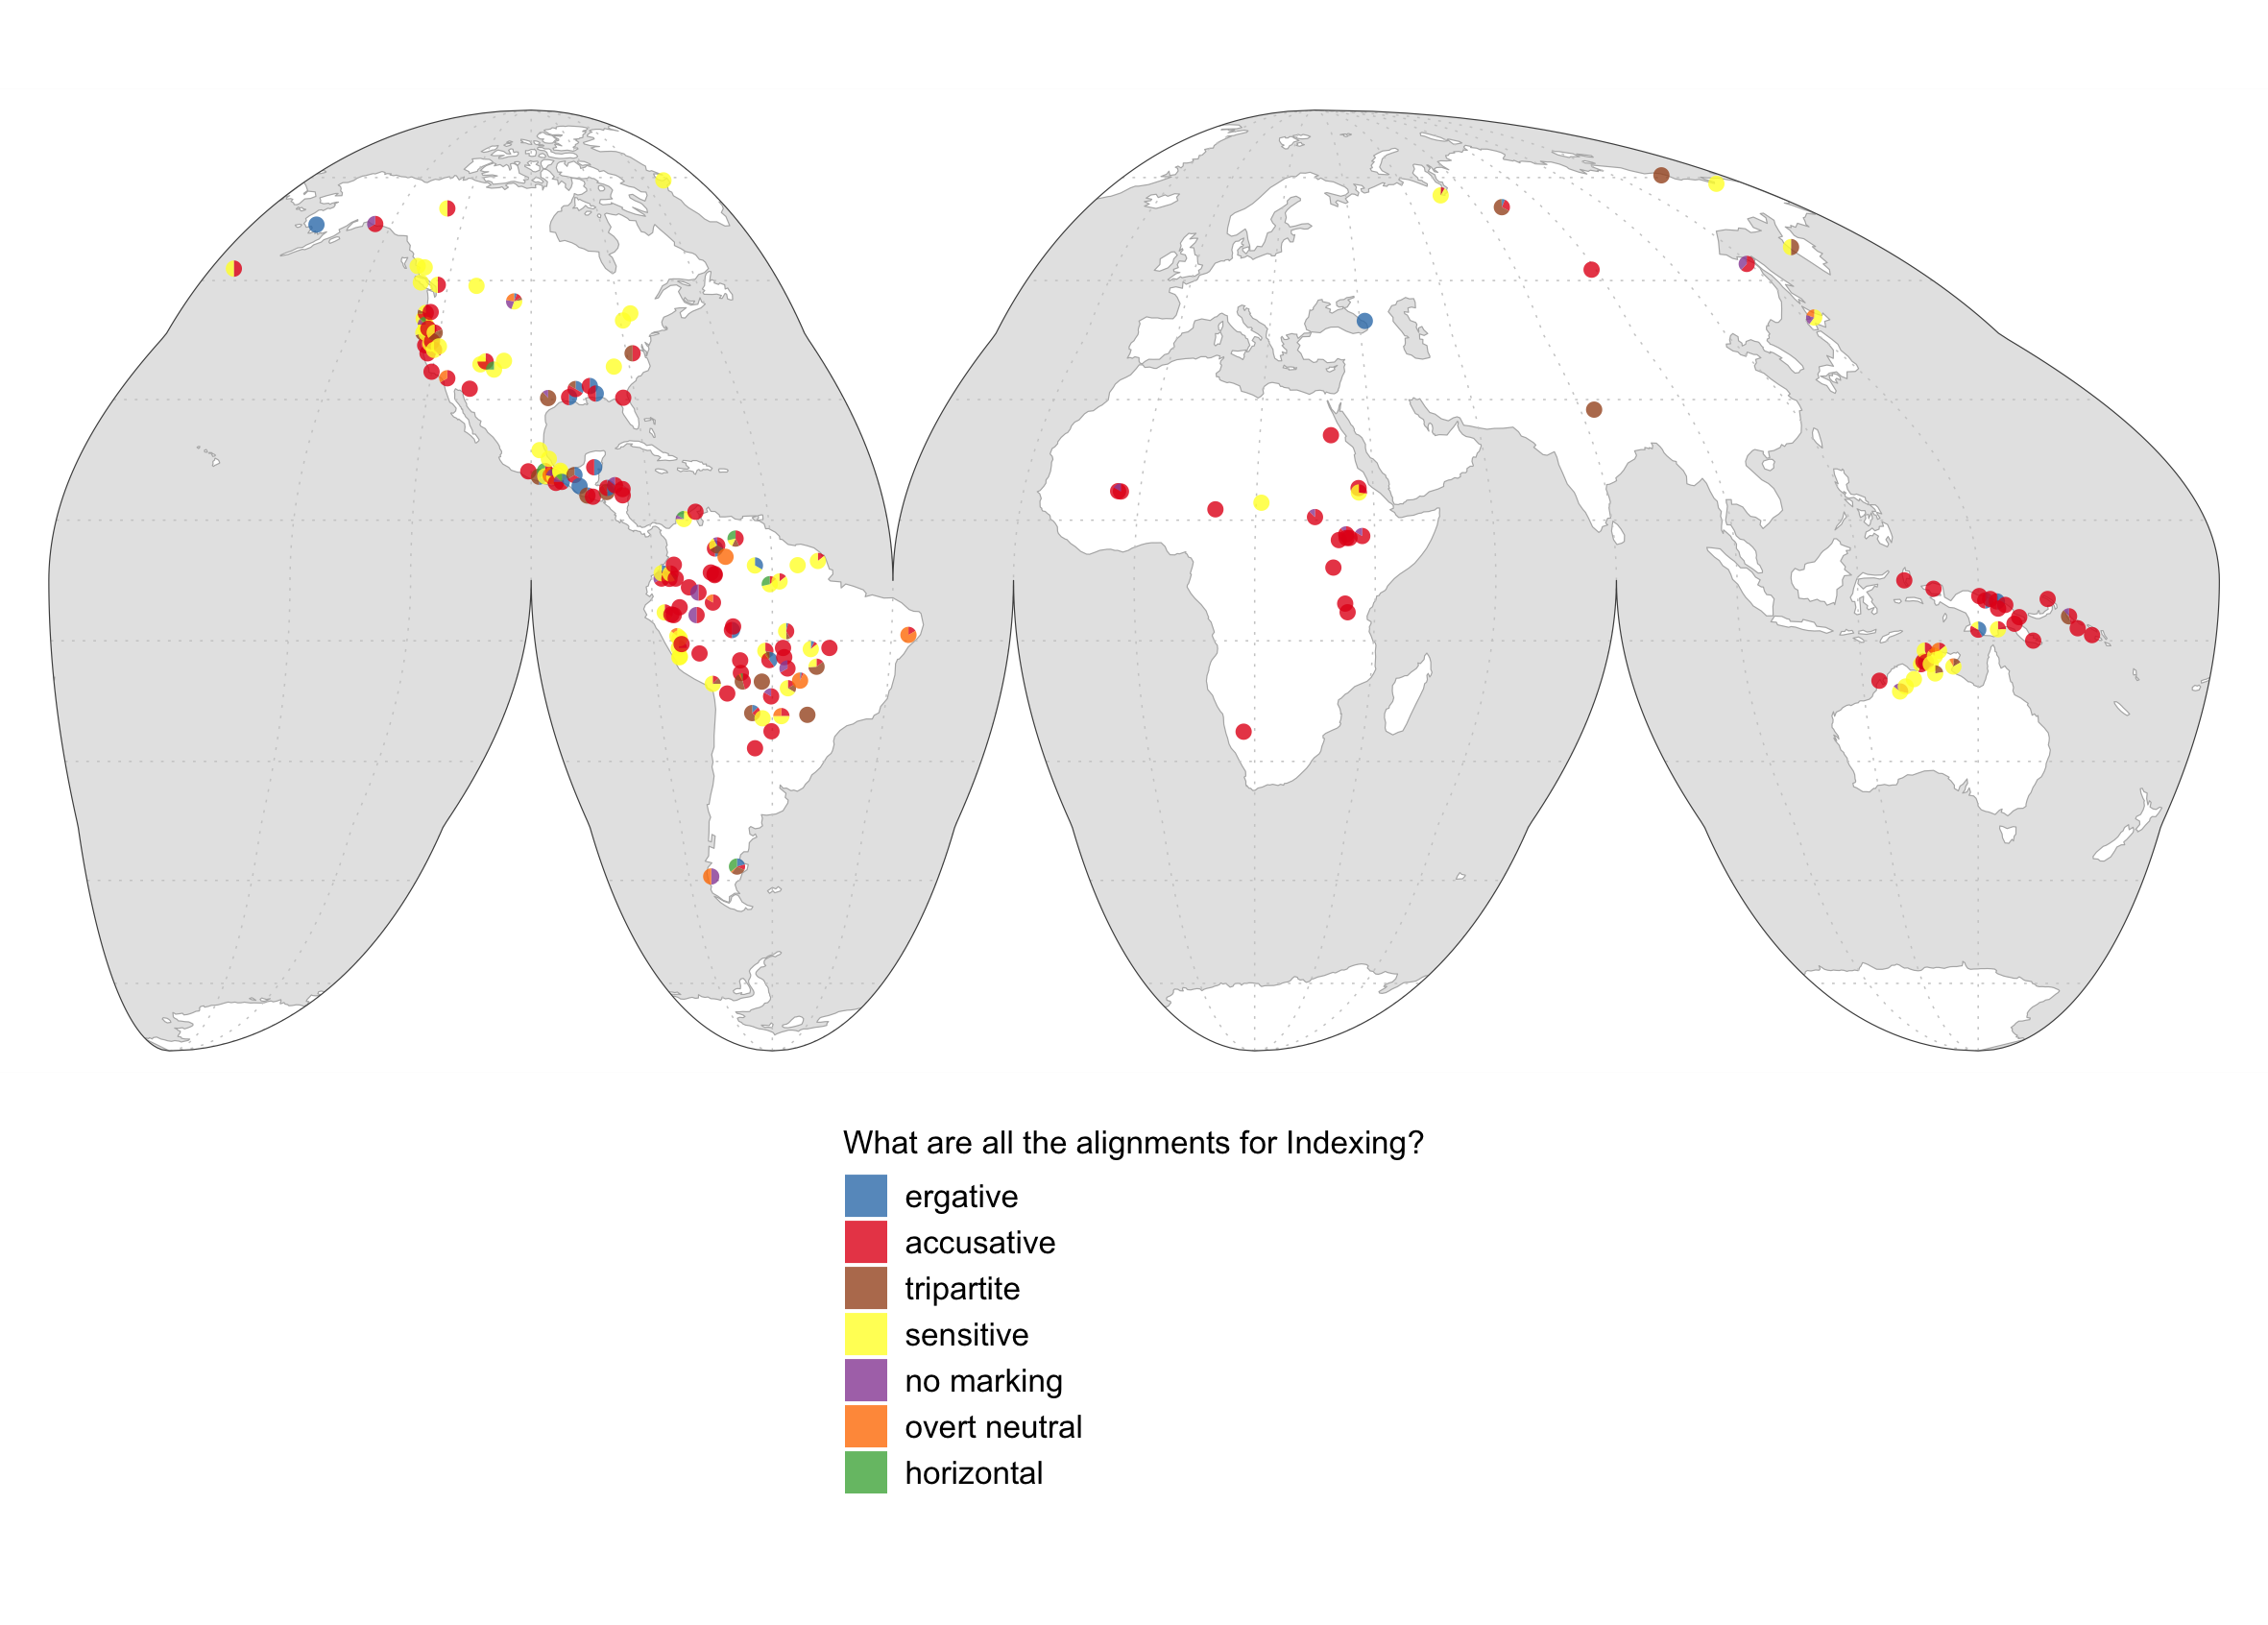 What are all the alignments for Indexing?
ergative
accusative
tripartite
sensitive
no marking
overt neutral
horizontal